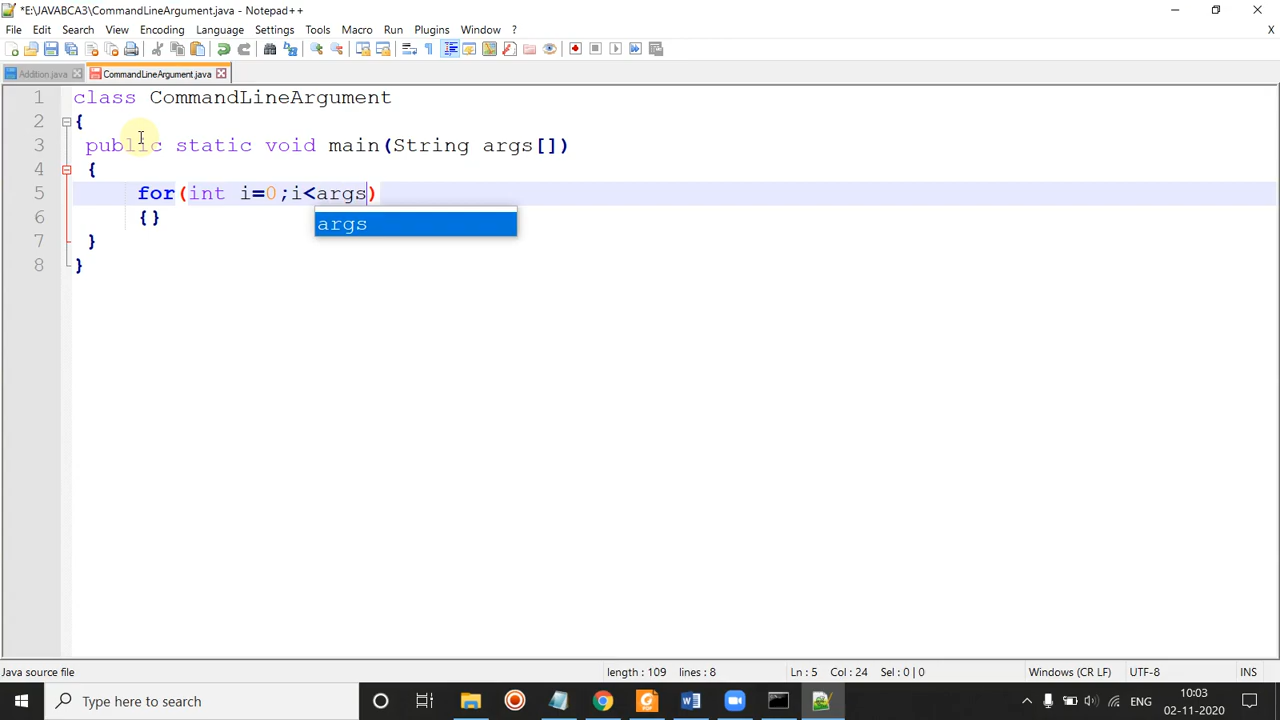 *E:\JAVABCA3\CommandLineArgument.java - Notepad++
File Edit Search View Encoding Language Settings Tools Macro Run Plugins Window ? X
Addition.java CommandLineArgument.java
1 class CommandLineArgument
2 {
3 public static void main(String args[])
4 {
5 for(int i=0;i<args)
6 {}
args
7 }
8 }
Java source file length : 109 lines : 8 Ln : 5 Col : 24 Sel : 0 | 0 Windows (CR LF) UTF-8 INS
Type here to search ENG 10:03
02-11-2020